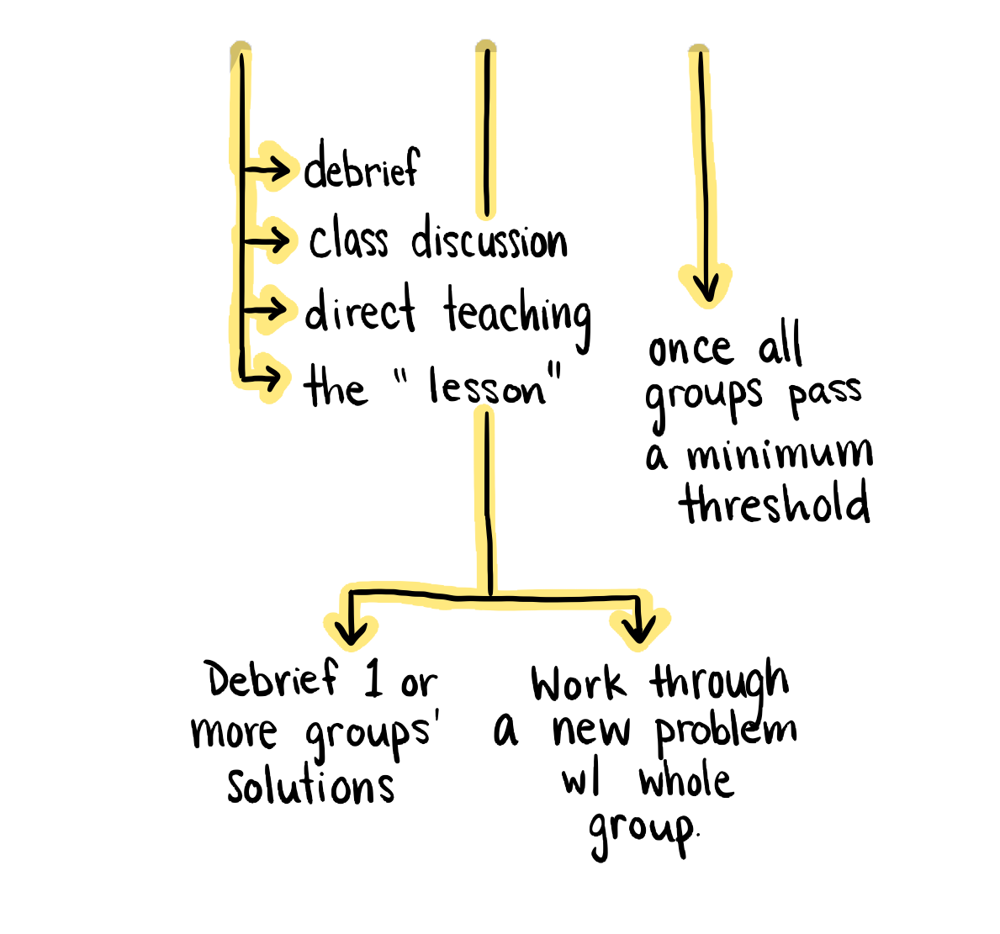 debrief
class discussion
direct teaching
the "lesson"
once all
groups pass
a minimum
threshold
Debrief 1 or
more groups'
solutions
Work through
a new problem
w/ whole
group.